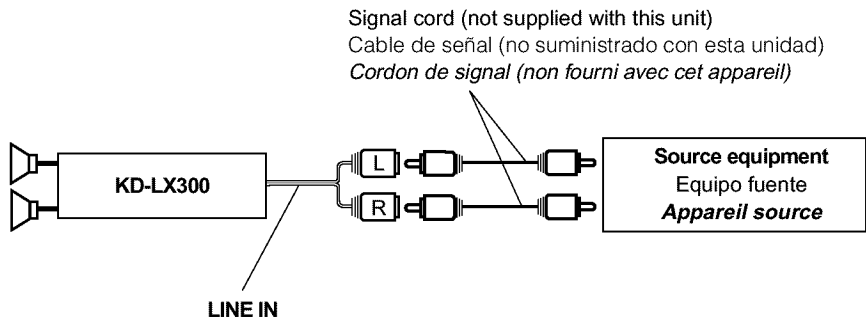 Signal cord (not supplied with this unit)
Cable de señal (no suministrado con esta unidad)
Cordon de signal (non fourni avec cet appareil)
KD-LX300
L
R
Source equipment
Equipo fuente
Appareil source
LINE IN